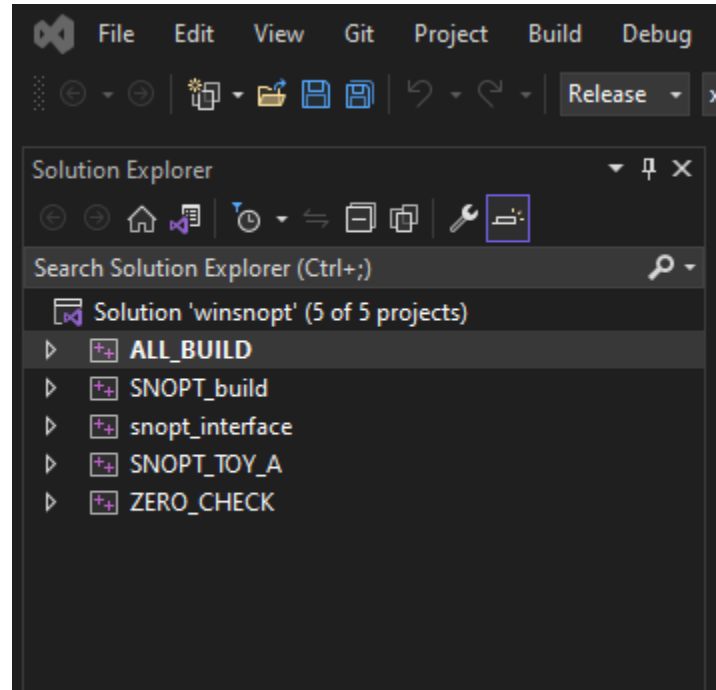 File Edit View Git Project Build Debug
Release
Solution Explorer
Search Solution Explorer (Ctrl+;)
Solution 'winsnopt' (5 of 5 projects)
ALL_BUILD
SNOPT_build
snopt_interface
SNOPT_TOY_A
ZERO_CHECK